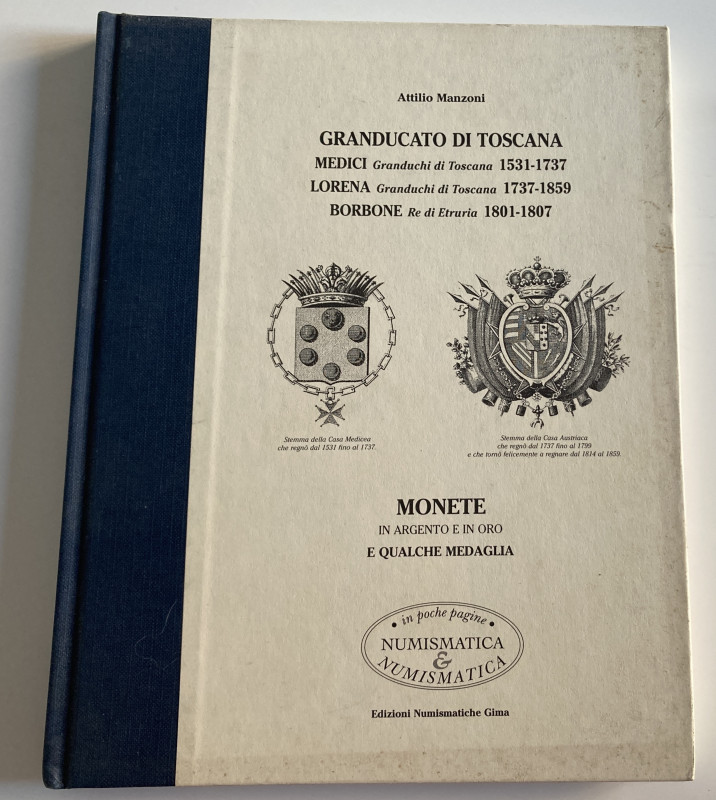 Attilio Manzoni
GRANDUCATO DI TOSCANA
MEDICI Granduchi di Toscana 1531-1737
LORENA Granduchi di Toscana 1737-1859
BORBONE Re di Etruria 1801-1807
Stemma della Casa Medicea
che regnò dal 1531 fino al 1737.
Stemma della Casa Austriaca
che regnò dal 1737 fino al 1799
e che tornò felicemente a regnare dal 1814 al 1859.
MONETE
IN ARGENTO E IN ORO
E QUALCHE MEDAGLIA
• in poche pagine •
NUMISMATICA
&
NUMISMATICA
Edizioni Numismatiche Gima